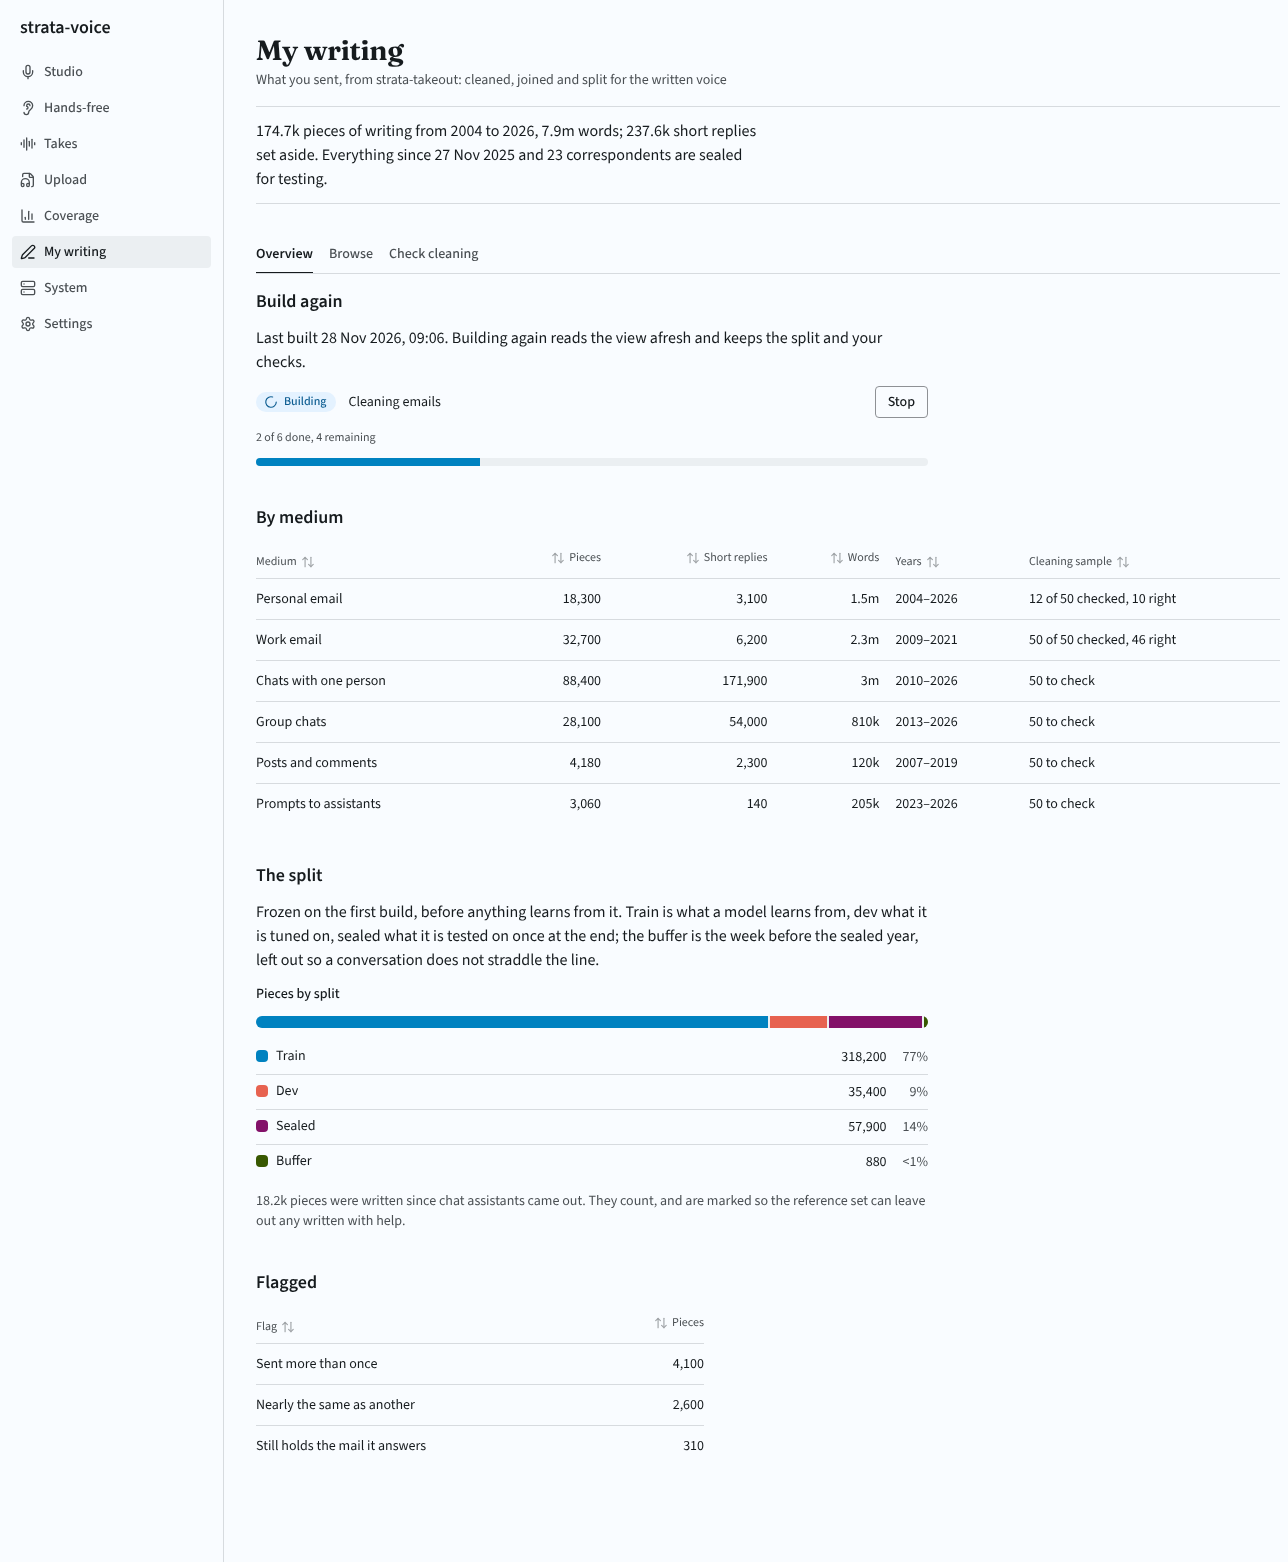 strata-voice
Studio
Hands-free
Takes
Upload
Coverage
My writing
System
Settings
My writing
What you sent, from strata-takeout: cleaned, joined and split for the written voice
174.7k pieces of writing from 2004 to 2026, 7.9m words; 237.6k short replies
set aside. Everything since 27 Nov 2025 and 23 correspondents are sealed
for testing.
Overview Browse Check cleaning
Build again
Last built 28 Nov 2026, 09:06. Building again reads the view afresh and keeps the split and your
checks.
Building Cleaning emails Stop
2 of 6 done, 4 remaining
By medium
Medium Pieces Short replies Words Years Cleaning sample
Personal email 18,300 3,100 1.5m 2004–2026 12 of 50 checked, 10 right
Work email 32,700 6,200 2.3m 2009–2021 50 of 50 checked, 46 right
Chats with one person 88,400 171,900 3m 2010–2026 50 to check
Group chats 28,100 54,000 810k 2013–2026 50 to check
Posts and comments 4,180 2,300 120k 2007–2019 50 to check
Prompts to assistants 3,060 140 205k 2023–2026 50 to check
The split
Frozen on the first build, before anything learns from it. Train is what a model learns from, dev what it
is tuned on, sealed what it is tested on once at the end; the buffer is the week before the sealed year,
left out so a conversation does not straddle the line.
Pieces by split
Train 318,200 77%
Dev 35,400 9%
Sealed 57,900 14%
Buffer 880 <1%
18.2k pieces were written since chat assistants came out. They count, and are marked so the reference set can leave
out any written with help.
Flagged
Flag Pieces
Sent more than once 4,100
Nearly the same as another 2,600
Still holds the mail it answers 310